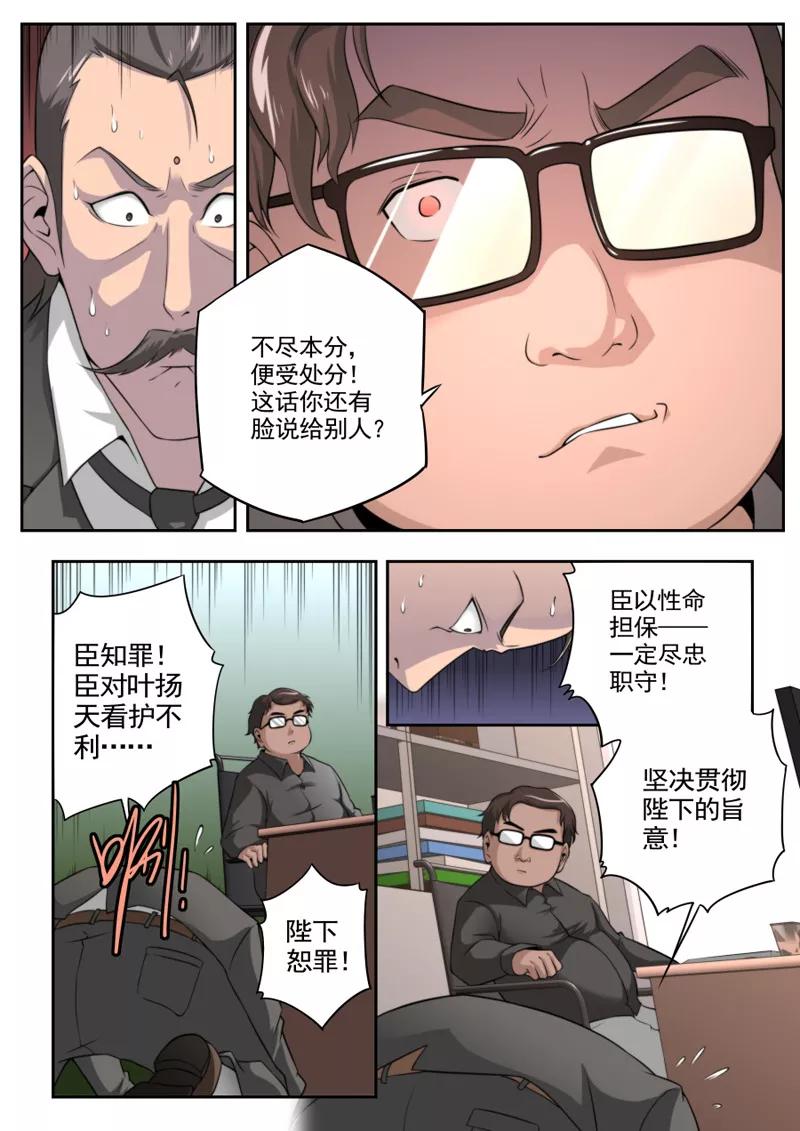 不尽本分，
便受处分！
这话你还有
脸说给别人？
臣知罪！
臣对叶扬
天看护不
利……
陛下
恕罪！
臣以性命
担保——
一定尽忠
职守！
坚决贯彻
陛下的旨
意！